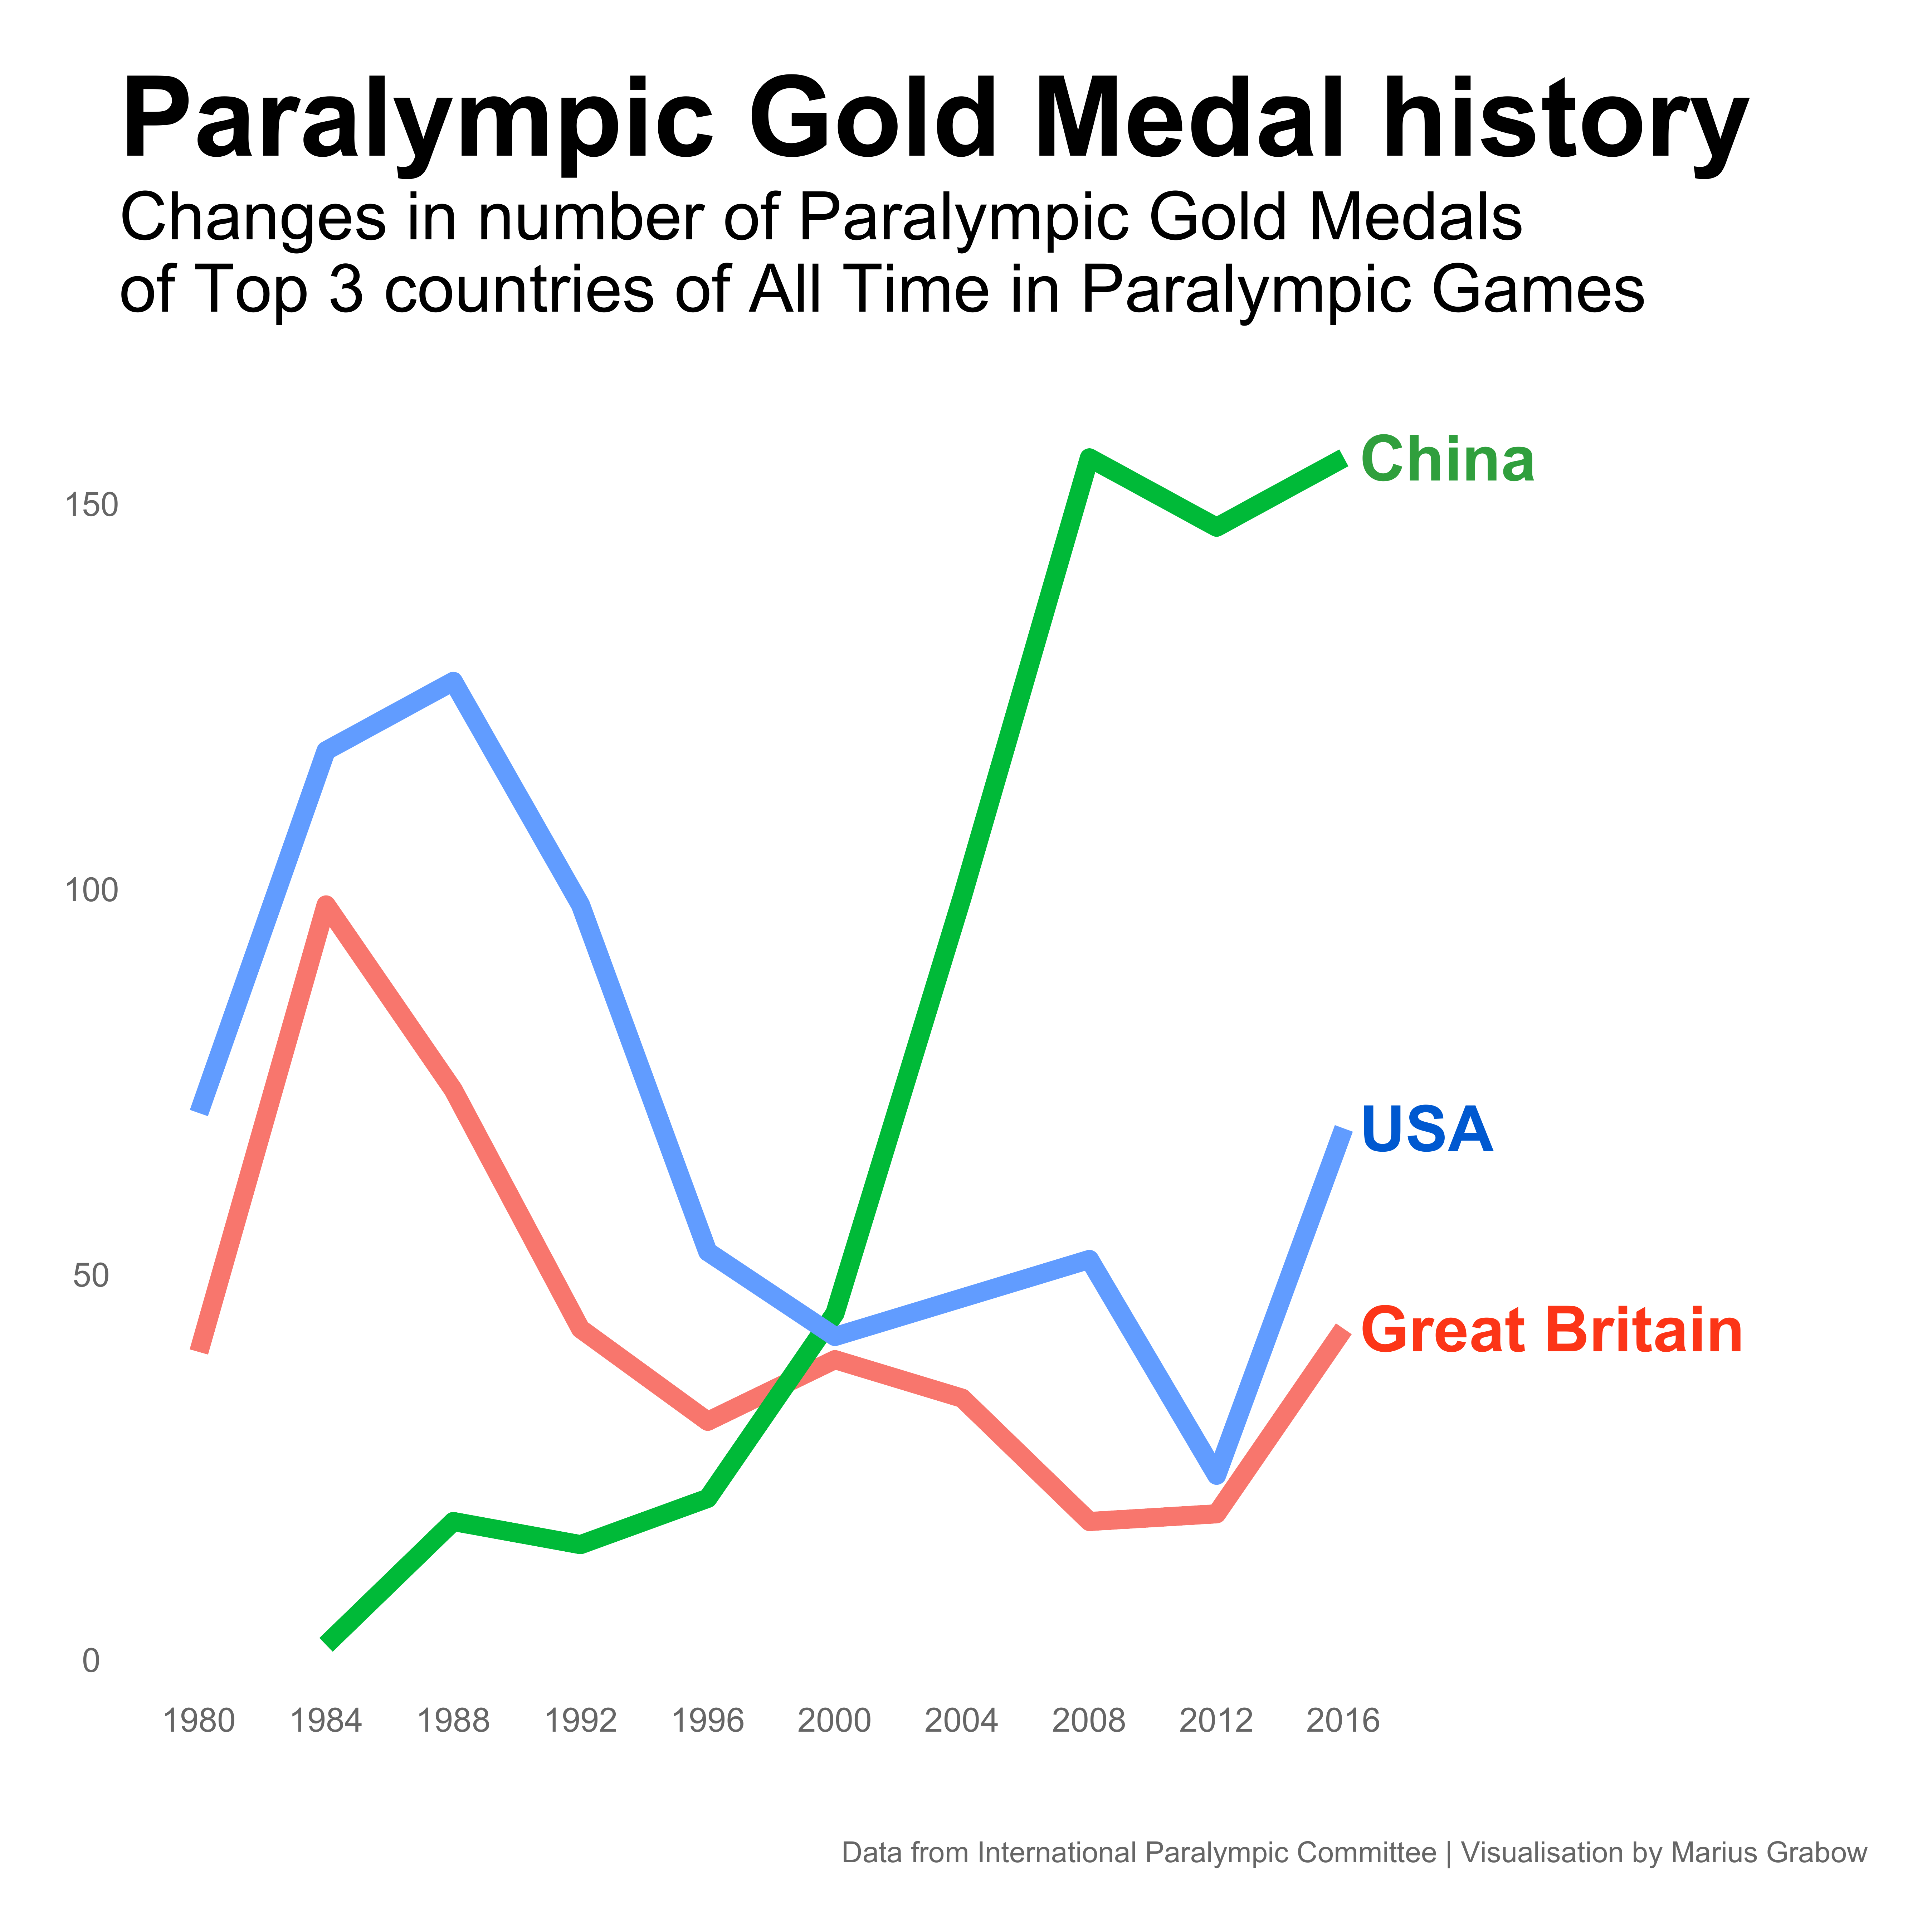 Paralympic Gold Medal history
Changes in number of Paralympic Gold Medals
of Top 3 countries of All Time in Paralympic Games
China
150
100
USA
50
Great Britain
0
1980 1984 1988 1992 1996 2000 2004 2008 2012 2016
Data from International Paralympic Committee | Visualisation by Marius Grabow